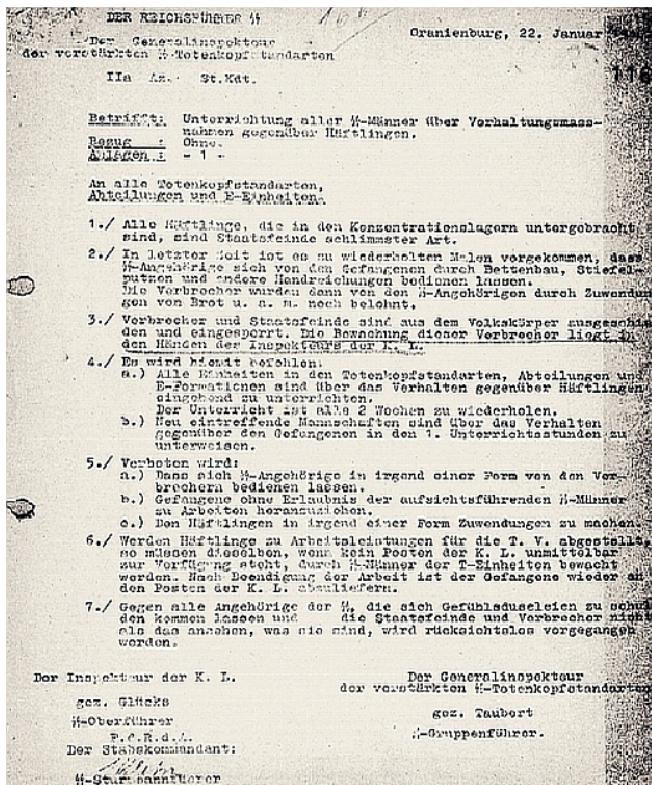 DER REICHSFÜHRER SS
Der Generalinspekteur
der verstärkten SS-Totenkopfstandarten
Oranienburg, 22. Januar
IIa Az. St.Kdt.
116
Betrifft: Unterrichtung aller SS-Männer über Verhaltungsmass-
nahmen gegenüber Häftlingen.
Bezug : Ohne.
Anlagen : - 1 -
An alle Totenkopfstandarten,
Abteilungen und E-Einheiten.
1./ Alle Häftlinge, die in den Konzentrationslagern untergebracht
sind, sind Staatsfeinde schlimmster Art.
2./ In letzter Zeit ist es zu wiederholten Malen vorgekommen, dass
SS-Angehörige sich von den Gefangenen durch Bettenbau, Stiefel-
putzen und andere Handreichungen bedienen lassen.
Die Verbrecher wurden dann von den SS-Angehörigen durch Zuwendun
gen von Brot u. a. m. noch belohnt.
3./ Verbrecher und Staatsfeinde sind aus dem Volkskörper ausgeschie
den und eingesperrt. Die Bewachung dieser Verbrecher liegt in
den Händen des Inspekteurs der K. L.
4./ Es wird hiemit befohlen:
a.) Alle Einheiten in den Totenkopfstandarten, Abteilungen und
E-Formationen sind über das Verhalten gegenüber Häftlingen
eingehend zu unterrichten.
Der Unterricht ist alle 2 Wochen zu wiederholen.
b.) Neu eintreffende Mannschaften sind über das Verhalten
gegenüber den Gefangenen in den 1. Unterrichtsstunden zu
unterweisen.
5./ Verboten wird:
a.) Dass sich SS-Angehörige in irgend einer Form von den Ver-
brechern bedienen lassen.
b.) Gefangene ohne Erlaubnis der aufsichtsführenden SS-Männer
zu Arbeiten heranzuziehen.
c.) Den Häftlingen in irgend einer Form Zuwendungen zu machen.
6./ Werden Häftlinge zu Arbeitsleistungen für die T. V. abgestellt,
so müssen dieselben, wenn kein Posten der K. L. unmittelbar
zur Verfügung steht, durch SS-Männer der T-Einheiten bewacht
werden. Nach Beendigung der Arbeit ist der Gefangene wieder an
den Posten der K. L. abzuliefern.
7./ Gegen alle Angehörige der SS, die sich Gefühlsduseleien zu schul
den kommen lassen und die Staatsfeinde und Verbrecher nicht
als das ansehen, was sie sind, wird rücksichtslos vorgegangen
werden.
Der Inspekteur der K. L.
gez. Glücks
SS-Oberführer
F.d.R.d.A.
Der Stabskommandant:
SS-Sturmbannführer
Der Generalinspekteur
der verstärkten SS-Totenkopfstandarten
gez. Taubert
SS-Gruppenführer.